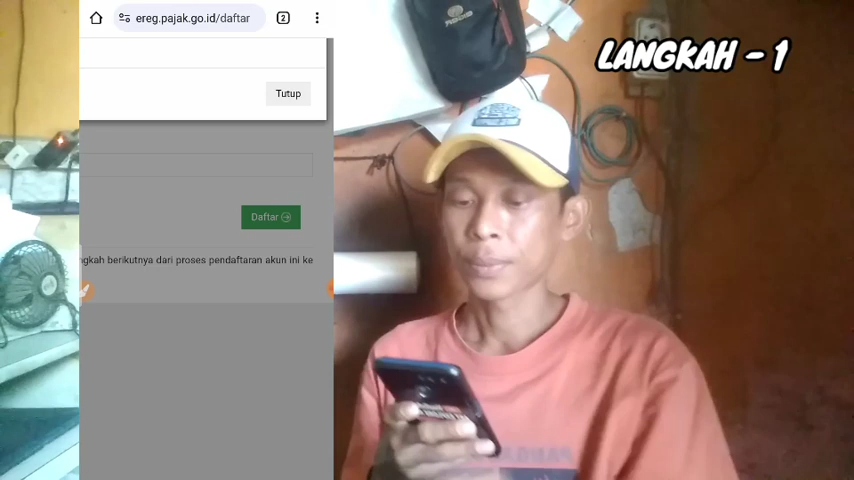 ereg.pajak.go.id/daftar
2
LANGKAH - 1
Tutup
Daftar
ngkah berikutnya dari proses pendaftaran akun ini ke